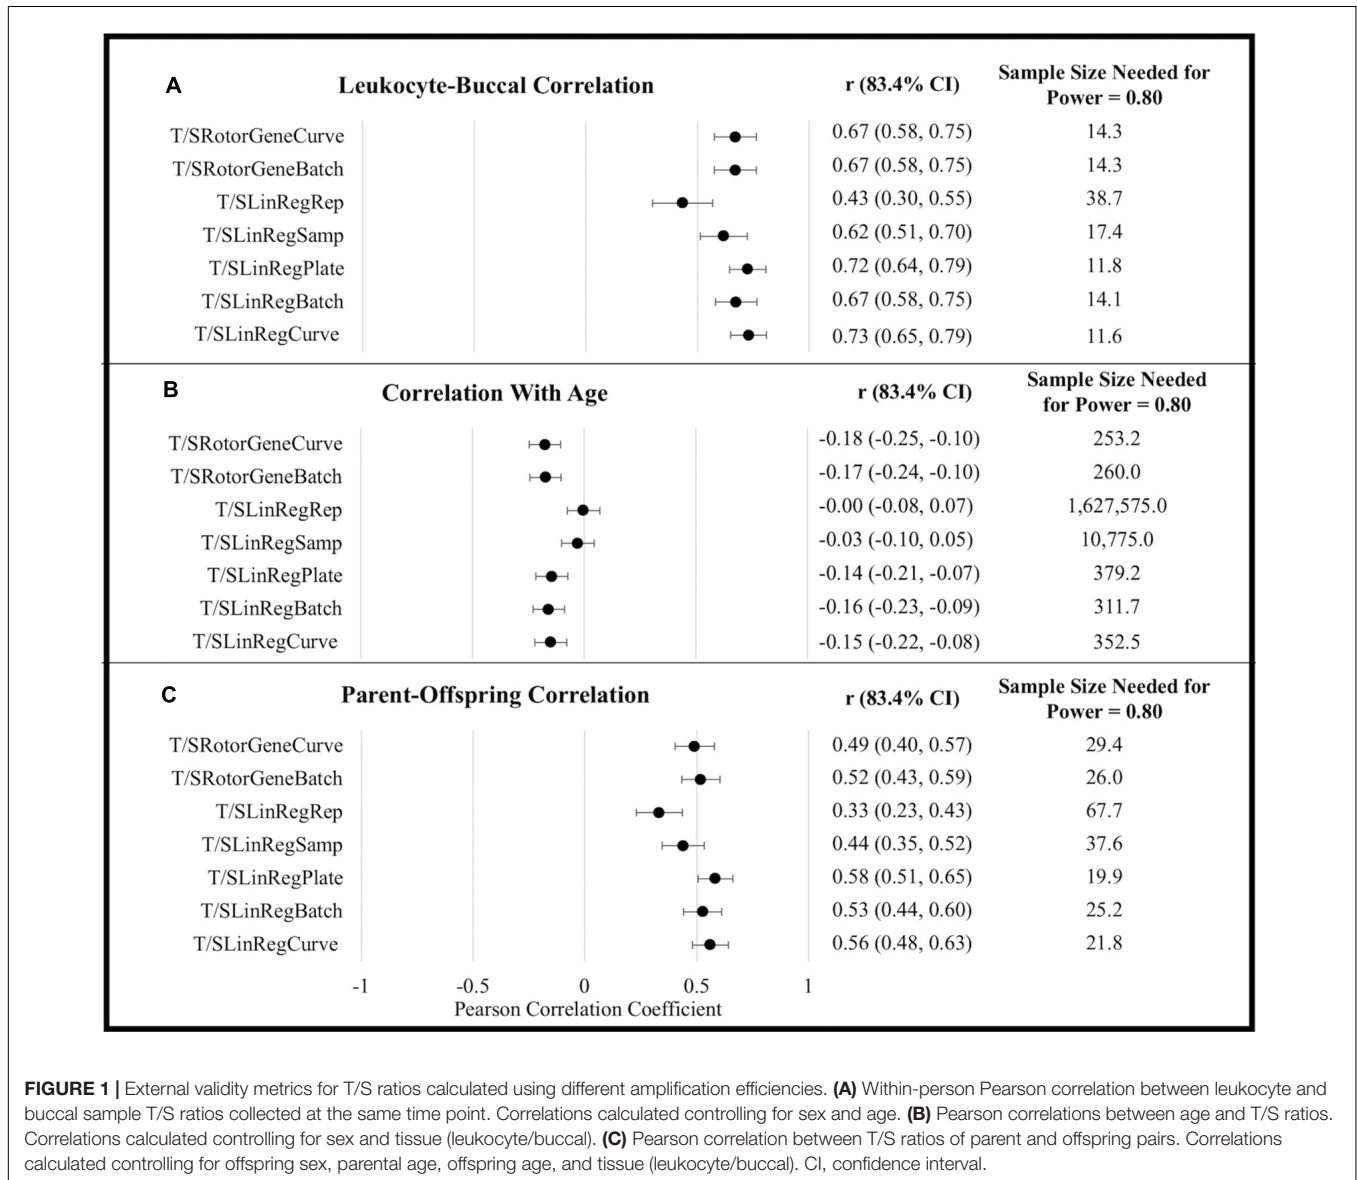 A
Leukocyte-Buccal Correlation
r (83.4% CI)
Sample Size Needed for
Power = 0.80
T/SRotorGeneCurve 0.67 (0.58, 0.75) 14.3
T/SRotorGeneBatch 0.67 (0.58, 0.75) 14.3
T/SLinRegRep 0.43 (0.30, 0.55) 38.7
T/SLinRegSamp 0.62 (0.51, 0.70) 17.4
T/SLinRegPlate 0.72 (0.64, 0.79) 11.8
T/SLinRegBatch 0.67 (0.58, 0.75) 14.1
T/SLinRegCurve 0.73 (0.65, 0.79) 11.6
B
Correlation With Age
r (83.4% CI)
Sample Size Needed
for Power = 0.80
T/SRotorGeneCurve -0.18 (-0.25, -0.10) 253.2
T/SRotorGeneBatch -0.17 (-0.24, -0.10) 260.0
T/SLinRegRep -0.00 (-0.08, 0.07) 1,627,575.0
T/SLinRegSamp -0.03 (-0.10, 0.05) 10,775.0
T/SLinRegPlate -0.14 (-0.21, -0.07) 379.2
T/SLinRegBatch -0.16 (-0.23, -0.09) 311.7
T/SLinRegCurve -0.15 (-0.22, -0.08) 352.5
C
Parent-Offspring Correlation
r (83.4% CI)
Sample Size Needed for
Power = 0.80
T/SRotorGeneCurve 0.49 (0.40, 0.57) 29.4
T/SRotorGeneBatch 0.52 (0.43, 0.59) 26.0
T/SLinRegRep 0.33 (0.23, 0.43) 67.7
T/SLinRegSamp 0.44 (0.35, 0.52) 37.6
T/SLinRegPlate 0.58 (0.51, 0.65) 19.9
T/SLinRegBatch 0.53 (0.44, 0.60) 25.2
T/SLinRegCurve 0.56 (0.48, 0.63) 21.8
-1 -0.5 0 0.5 1
Pearson Correlation Coefficient
FIGURE 1 | External validity metrics for T/S ratios calculated using different amplification efficiencies. (A) Within-person Pearson correlation between leukocyte and
buccal sample T/S ratios collected at the same time point. Correlations calculated controlling for sex and age. (B) Pearson correlations between age and T/S ratios.
Correlations calculated controlling for sex and tissue (leukocyte/buccal). (C) Pearson correlation between T/S ratios of parent and offspring pairs. Correlations
calculated controlling for offspring sex, parental age, offspring age, and tissue (leukocyte/buccal). CI, confidence interval.